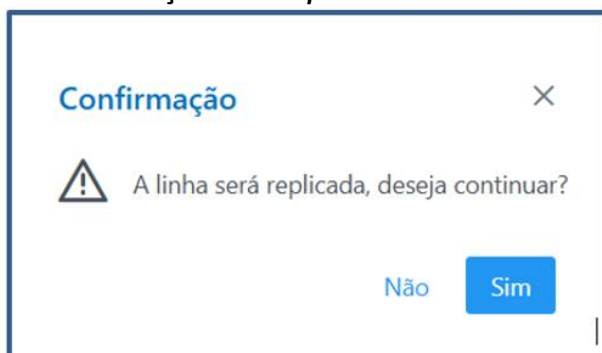 Confirmação
A linha será replicada, deseja continuar?
Não
Sim